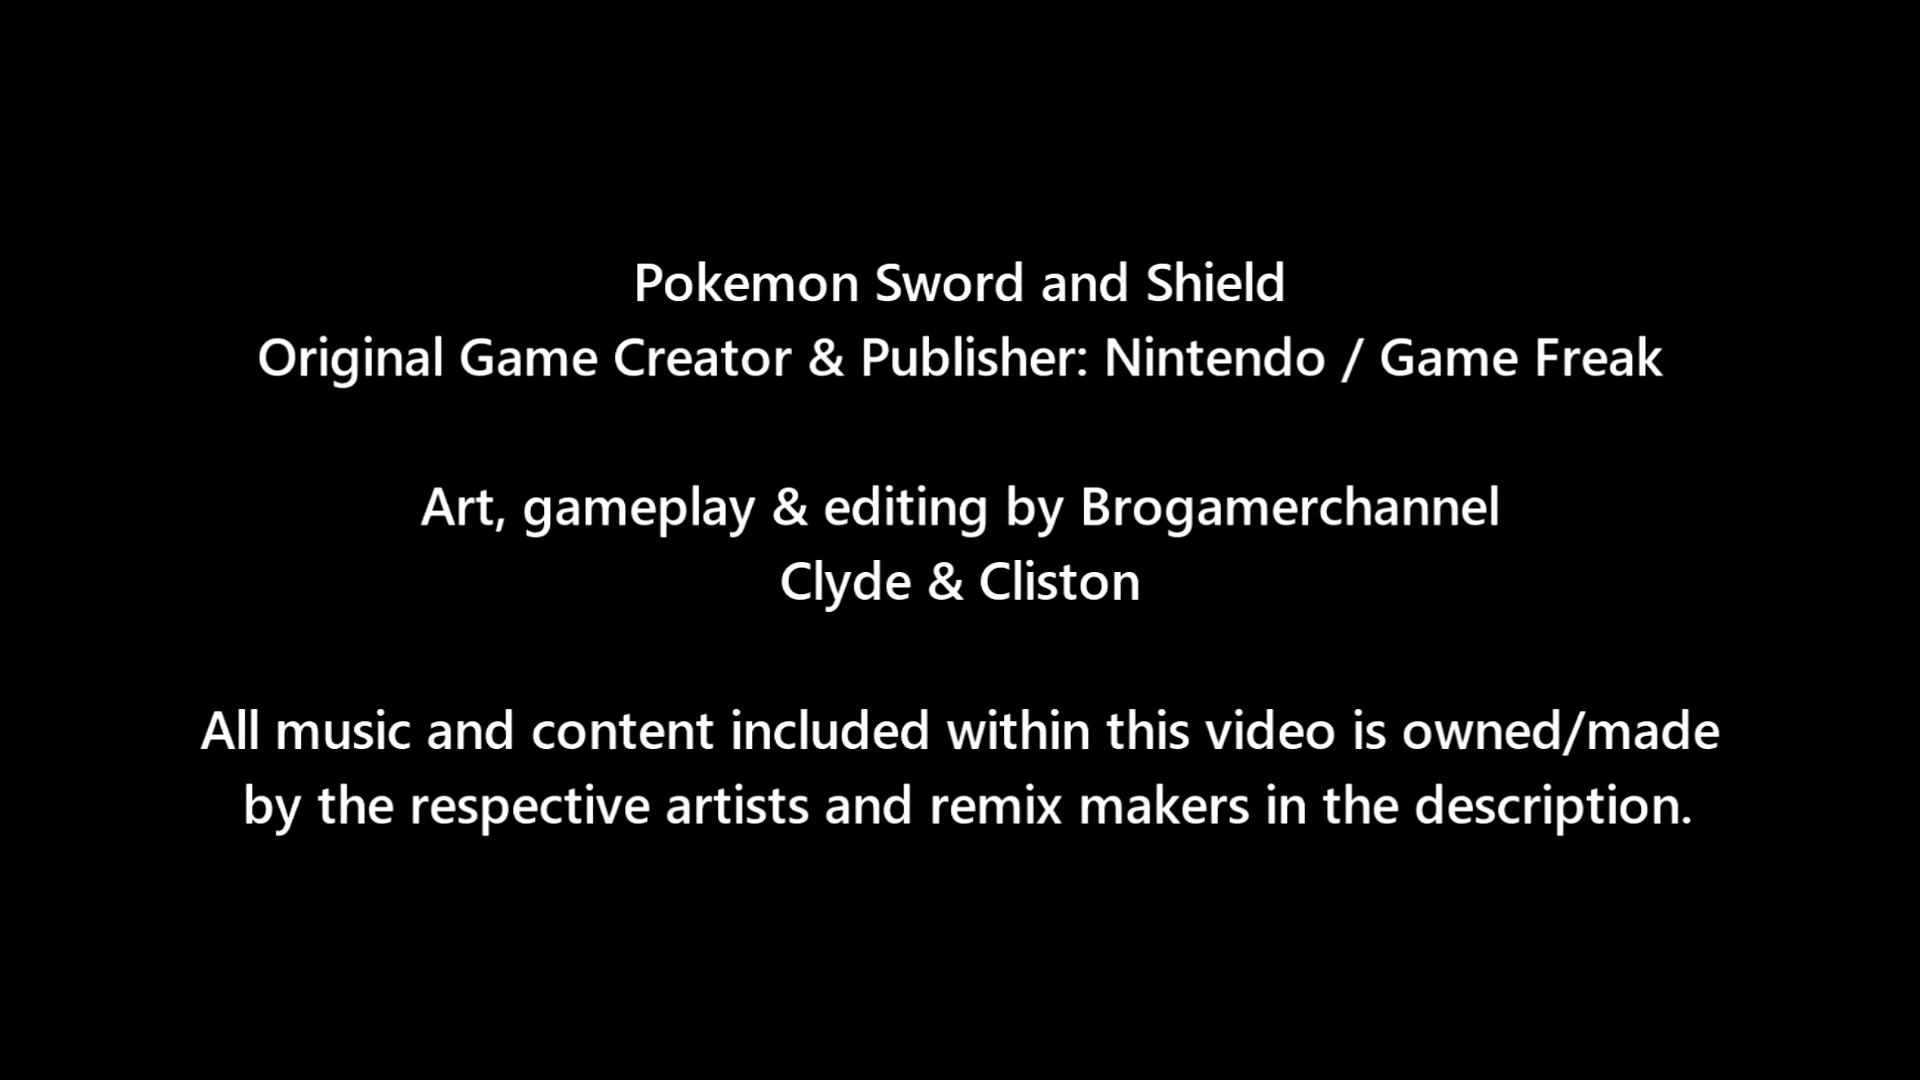 Pokemon Sword and Shield
Original Game Creator & Publisher: Nintendo / Game Freak
Art, gameplay & editing by Brogamerchannel
Clyde & Cliston
All music and content included within this video is owned/made
by the respective artists and remix makers in the description.